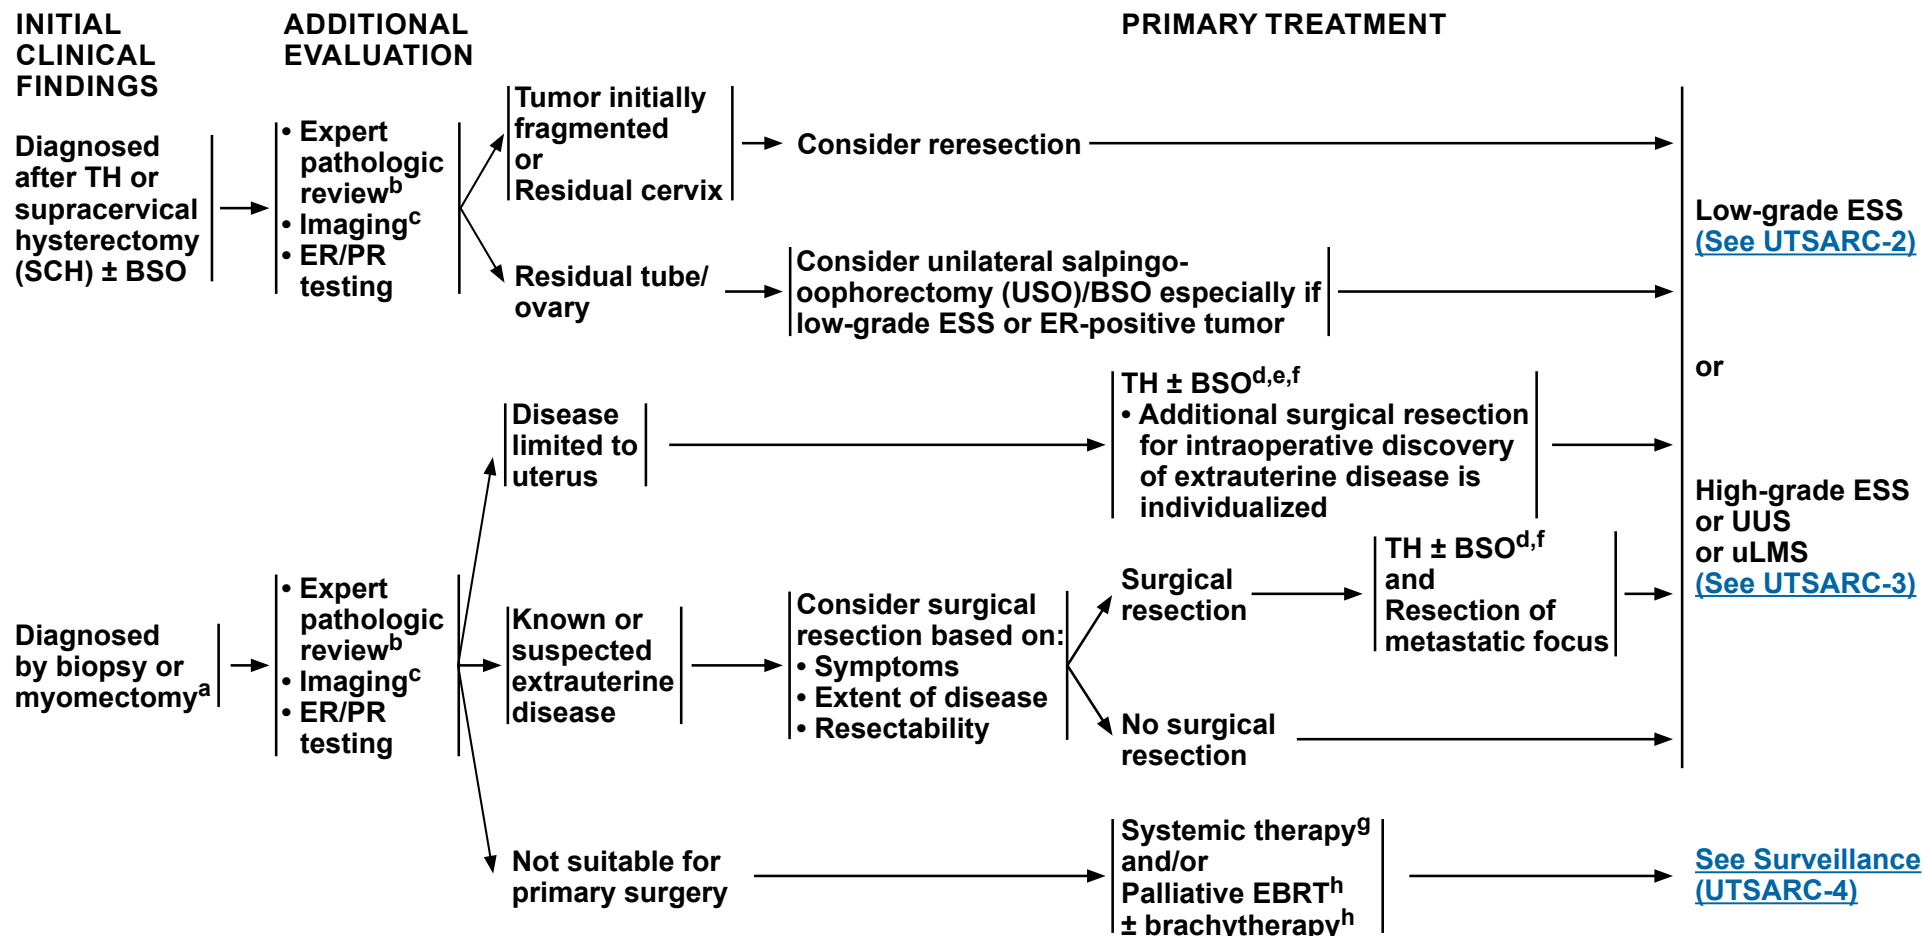 INITIAL
CLINICAL
FINDINGS
ADDITIONAL
EVALUATION
PRIMARY TREATMENT
Diagnosed
after TH or
supracervical
hysterectomy
(SCH) ± BSO
• Expert
pathologic
reviewb
• Imagingc
• ER/PR
testing
Tumor initially
fragmented
or
Residual cervix
Consider reresection
Residual tube/
ovary
Consider unilateral salpingo-
oophorectomy (USO)/BSO especially if
low-grade ESS or ER-positive tumor
Diagnosed
by biopsy or
myomectomya
• Expert
pathologic
reviewb
• Imagingc
• ER/PR
testing
Disease
limited to
uterus
TH ± BSOd,e,f
• Additional surgical resection
for intraoperative discovery
of extrauterine disease is
individualized
Known or
suspected
extrauterine
disease
Consider surgical
resection based on:
• Symptoms
• Extent of disease
• Resectability
Surgical
resection
TH ± BSOd,f
and
Resection of
metastatic focus
No surgical
resection
Not suitable for
primary surgery
Systemic therapyg
and/or
Palliative EBRTh
± brachytherapyh
Low-grade ESS
(See UTSARC-2)
or
High-grade ESS
or UUS
or uLMS
(See UTSARC-3)
See Surveillance
(UTSARC-4)